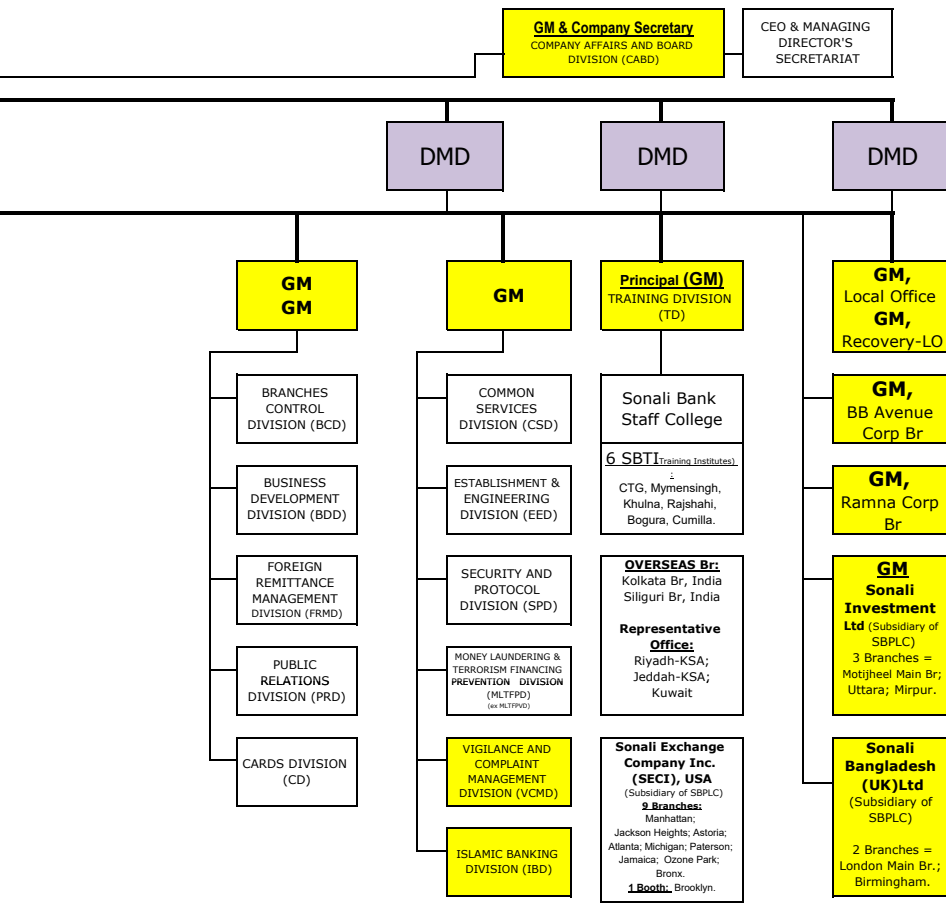 GM & Company Secretary
COMPANY AFFAIRS AND BOARD
DIVISION (CABD)
CEO & MANAGING
DIRECTOR'S
SECRETARIAT
DMD
DMD
DMD
GM
GM
BRANCHES
CONTROL
DIVISION (BCD)
BUSINESS
DEVELOPMENT
DIVISION (BDD)
FOREIGN
REMITTANCE
MANAGEMENT
DIVISION (FRMD)
PUBLIC
RELATIONS
DIVISION (PRD)
CARDS DIVISION
(CD)
GM
COMMON
SERVICES
DIVISION (CSD)
ESTABLISHMENT &
ENGINEERING
DIVISION (EED)
SECURITY AND
PROTOCOL
DIVISION (SPD)
MONEY LAUNDERING &
TERRORISM FINANCING
PREVENTION DIVISION
(MLTFPD)
(ex MLTFPVD)
VIGILANCE AND
COMPLAINT
MANAGEMENT
DIVISION (VCMD)
ISLAMIC BANKING
DIVISION (IBD)
Principal (GM)
TRAINING DIVISION
(TD)
Sonali Bank
Staff College
6 SBTI Training Institutes)
:
CTG, Mymensingh,
Khulna, Rajshahi,
Bogura, Cumilla.
OVERSEAS Br:
Kolkata Br, India
Siliguri Br, India
Representative
Office:
Riyadh-KSA;
Jeddah-KSA;
Kuwait
Sonali Exchange
Company Inc.
(SECI), USA
(Subsidiary of SBPLC)
9 Branches:
Manhattan;
Jackson Heights; Astoria;
Atlanta; Michigan; Paterson;
Jamaica; Ozone Park;
Bronx.
1 Booth: Brooklyn.
GM,
Local Office
GM,
Recovery-LO
GM,
BB Avenue
Corp Br
GM,
Ramna Corp
Br
GM
Sonali
Investment
Ltd (Subsidiary of
SBPLC)
3 Branches =
Motijheel Main Br;
Uttara; Mirpur.
Sonali
Bangladesh
(UK)Ltd
(Subsidiary of
SBPLC)
2 Branches =
London Main Br.;
Birmingham.